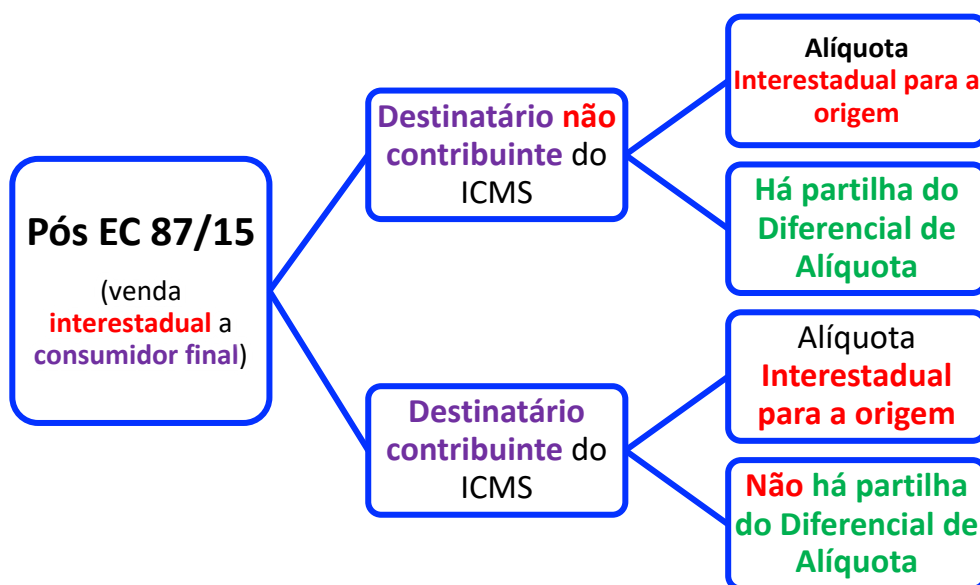 Pós EC 87/15
(venda
interestadual a
consumidor final)
Destinatário não
contribuinte do
ICMS
Alíquota
Interestadual para a
origem
Há partilha do
Diferencial de
Alíquota
Destinatário
contribuinte do
ICMS
Alíquota
Interestadual
para a origem
Não há partilha
do Diferencial de
Alíquota